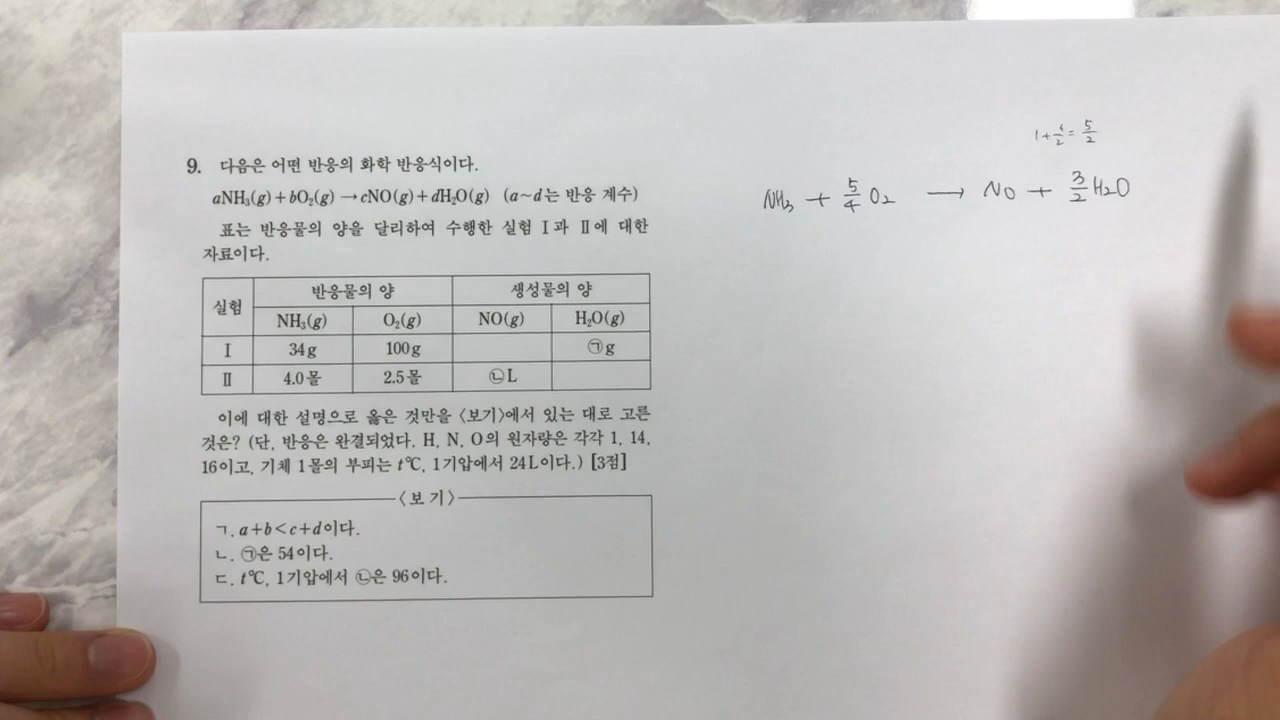 9. 다음은 어떤 반응의 화학 반응식이다.
aNH₃(g)+bO₂(g)→cNO(g)+dH₂O(g) (a~d는 반응 계수)
표는 반응물의 양을 달리하여 수행한 실험 Ⅰ과 Ⅱ에 대한
자료이다.
실험 반응물의 양 생성물의 양
NH₃(g) O₂(g) NO(g) H₂O(g)
Ⅰ 34g 100g ㉠g
Ⅱ 4.0몰 2.5몰 ㉡L
이에 대한 설명으로 옳은 것만을 〈보기〉에서 있는 대로 고른
것은? (단, 반응은 완결되었다. H, N, O의 원자량은 각각 1, 14,
16이고, 기체 1몰의 부피는 t℃, 1기압에서 24L이다.) [3점]
〈보기〉
ㄱ. a+b<c+d이다.
ㄴ. ㉠은 54이다.
ㄷ. t℃, 1기압에서 ㉡은 96이다.
1+3/2=5/2
NH₃ + 5/4 O₂ → NO + 3/2 H₂O